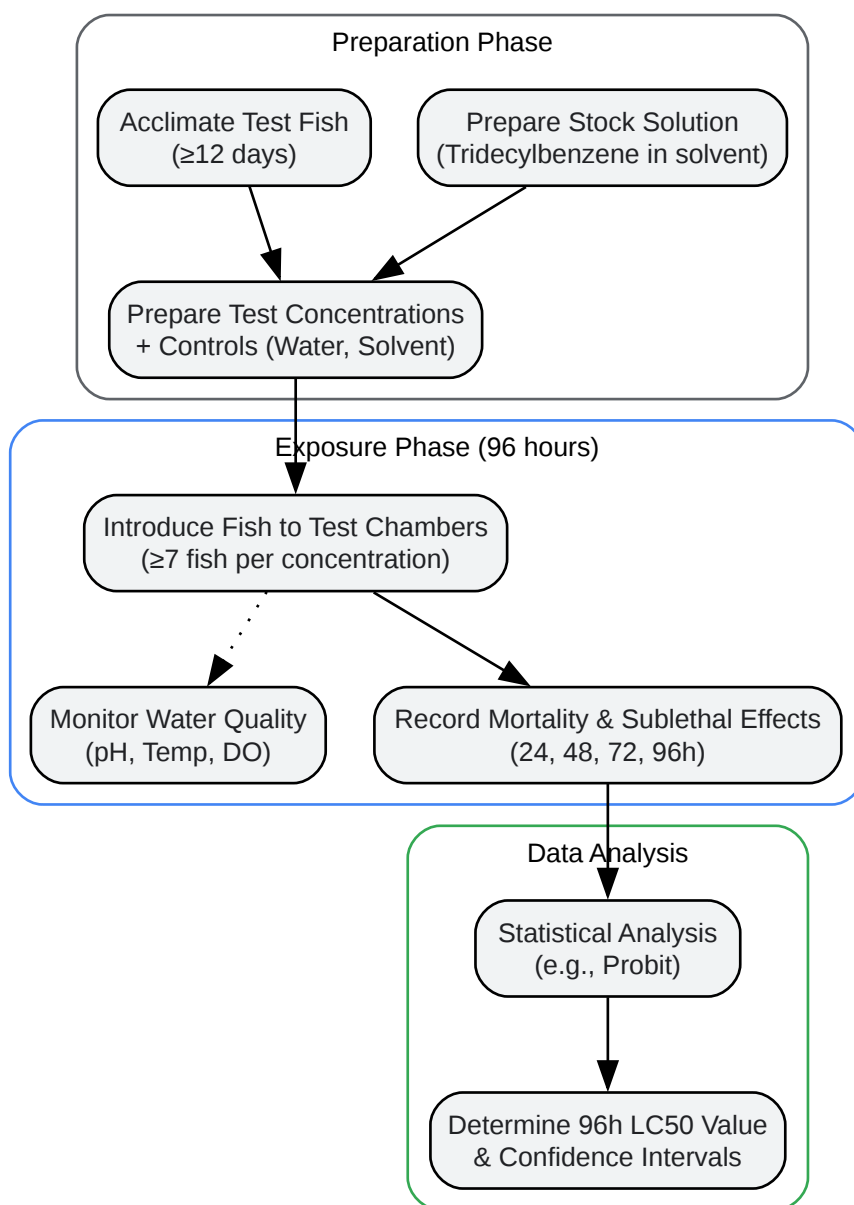 Preparation Phase
Acclimate Test Fish
(≥12 days)
Prepare Stock Solution
(Tridecylbenzene in solvent)
Prepare Test Concentrations
+ Controls (Water, Solvent)
Exposure Phase (96 hours)
Introduce Fish to Test Chambers
(≥7 fish per concentration)
Monitor Water Quality
(pH, Temp, DO)
Record Mortality & Sublethal Effects
(24, 48, 72, 96h)
Data Analysis
Statistical Analysis
(e.g., Probit)
Determine 96h LC50 Value
& Confidence Intervals